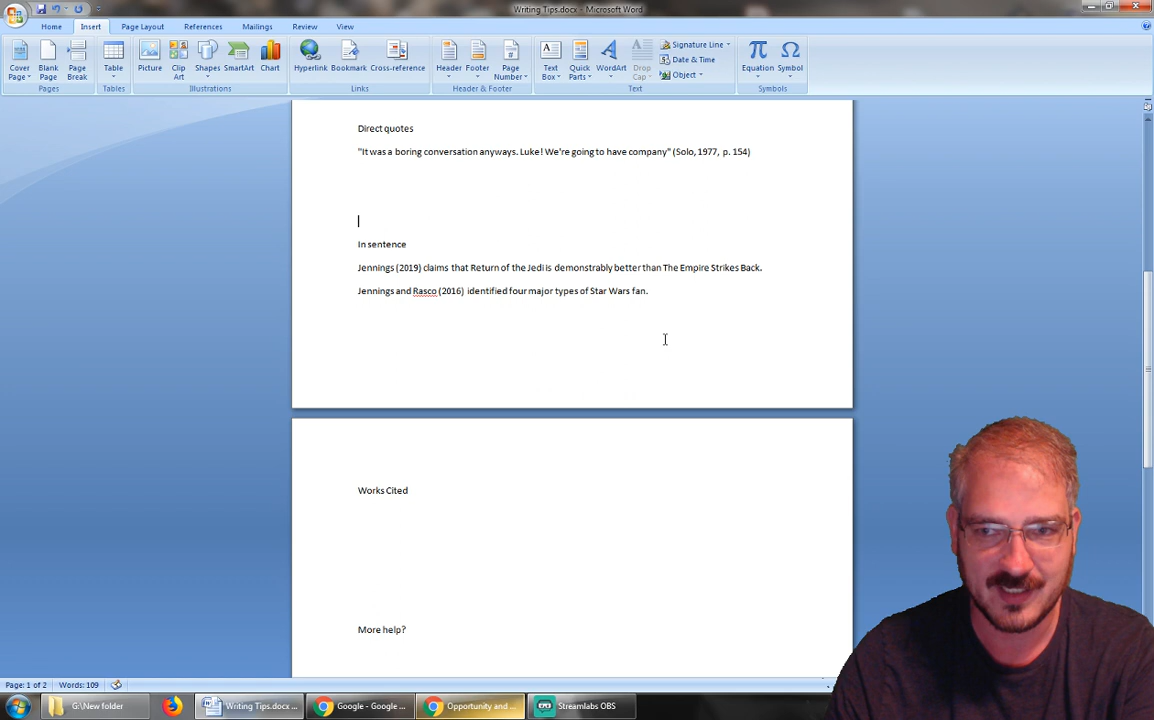 Writing Tips.docx - Microsoft Word
Home Insert Page Layout References Mailings Review View
Cover Page Blank Page Page Break Table Picture Clip Art Shapes SmartArt Chart Hyperlink Bookmark Cross-reference Header Footer Page Number Text Box Quick Parts WordArt Drop Cap Signature Line Date & Time Object Equation Symbol
Pages Tables Illustrations Links Header & Footer Text Symbols
Direct quotes
"It was a boring conversation anyways. Luke! We're going to have company" (Solo, 1977, p. 154)
In sentence
Jennings (2019) claims that Return of the Jedi is demonstrably better than The Empire Strikes Back.
Jennings and Rasco (2016) identified four major types of Star Wars fan.
Works Cited
More help?
Page: 1 of 2 Words: 109
G:\New folder Writing Tips.docx ... Google - Google ... Opportunity and ... Streamlabs OBS